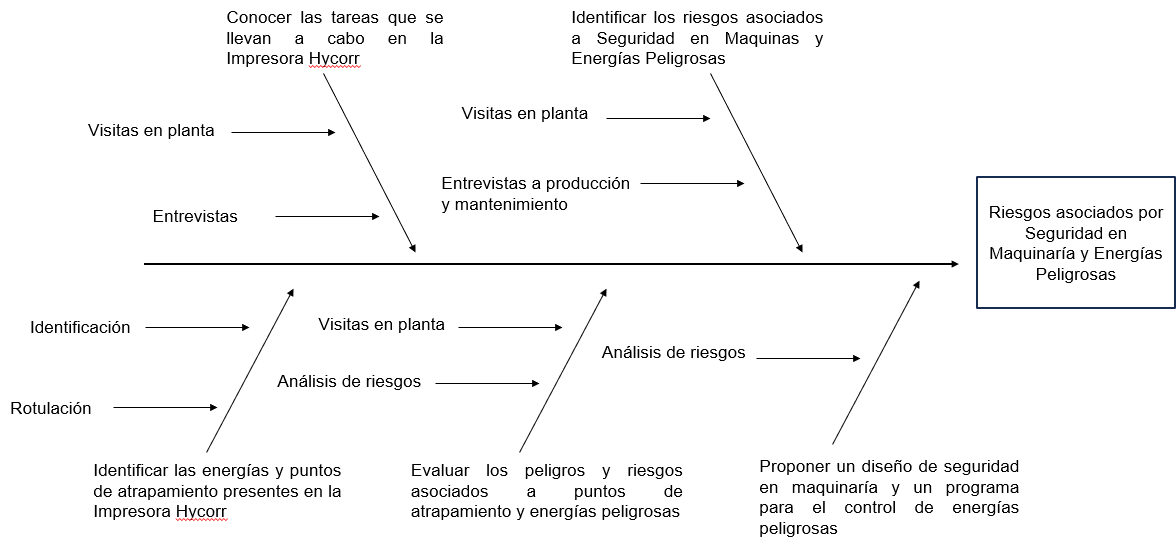 Conocer las tareas que se
llevan a cabo en la
Impresora Hycorr
Identificar los riesgos asociados
a Seguridad en Maquinas y
Energías Peligrosas
Visitas en planta
Entrevistas
Visitas en planta
Entrevistas a producción
y mantenimiento
Riesgos asociados por
Seguridad en
Maquinaría y Energías
Peligrosas
Identificación
Rotulación
Visitas en planta
Análisis de riesgos
Análisis de riesgos
Identificar las energías y puntos
de atrapamiento presentes en la
Impresora Hycorr
Evaluar los peligros y riesgos
asociados a puntos de
atrapamiento y energías peligrosas
Proponer un diseño de seguridad
en maquinaría y un programa
para el control de energías
peligrosas